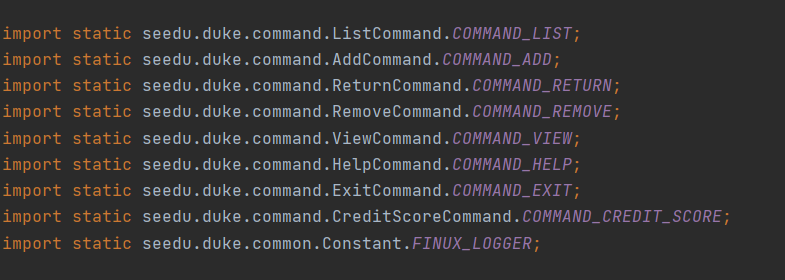 import static seedu.duke.command.ListCommand.COMMAND_LIST;
import static seedu.duke.command.AddCommand.COMMAND_ADD;
import static seedu.duke.command.ReturnCommand.COMMAND_RETURN;
import static seedu.duke.command.RemoveCommand.COMMAND_REMOVE;
import static seedu.duke.command.ViewCommand.COMMAND_VIEW;
import static seedu.duke.command.HelpCommand.COMMAND_HELP;
import static seedu.duke.command.ExitCommand.COMMAND_EXIT;
import static seedu.duke.command.CreditScoreCommand.COMMAND_CREDIT_SCORE;
import static seedu.duke.common.Constant.FINUX_LOGGER;